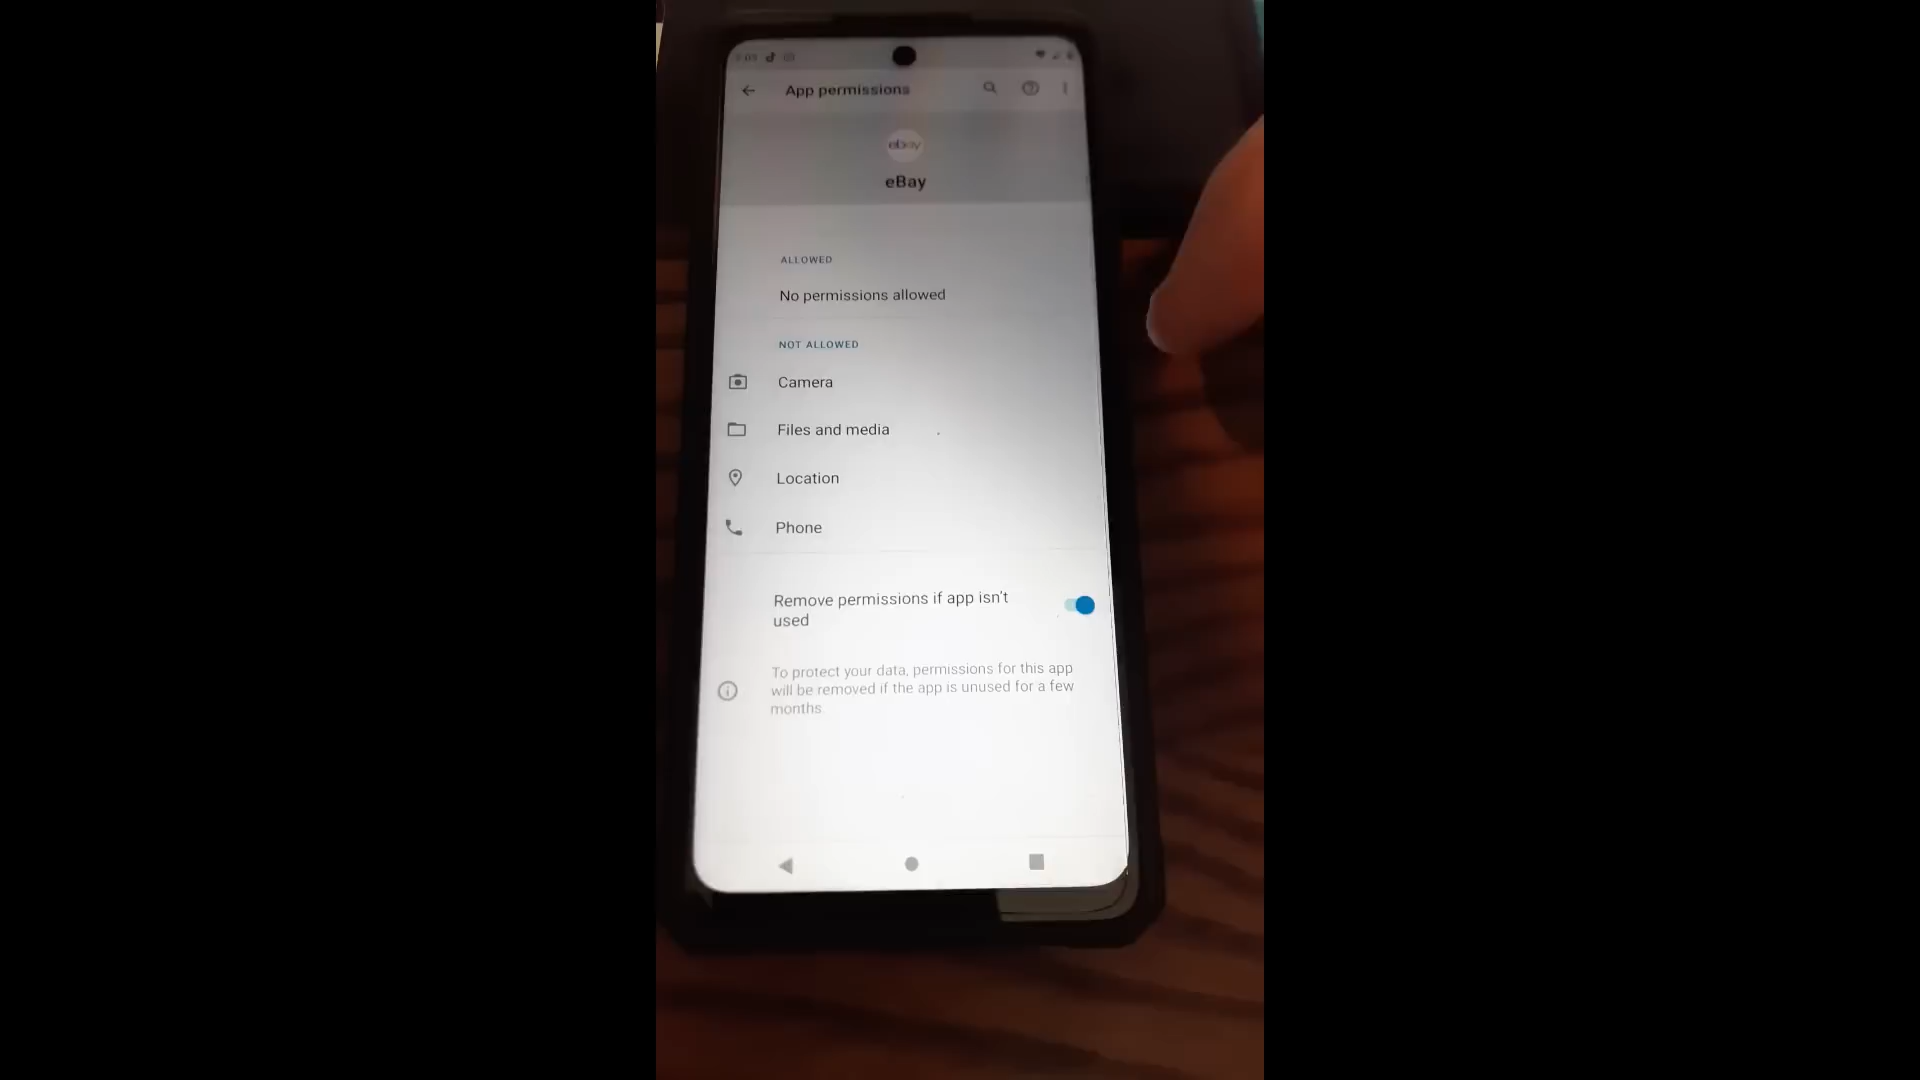 App permissions
ebay
eBay
ALLOWED
No permissions allowed
NOT ALLOWED
Camera
Files and media
Location
Phone
Remove permissions if app isn't
used
To protect your data, permissions for this app
will be removed if the app is unused for a few
months.